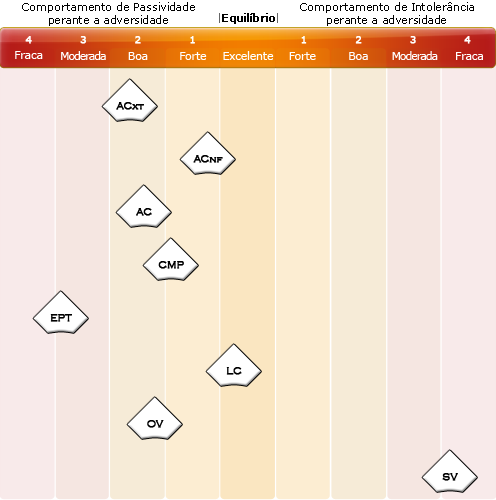 Comportamento de Passividade
perante a adversidade
|Equilíbrio|
Comportamento de Intolerância
perante a adversidade
4 3 2 1 1 2 3 4
Fraca Moderada Boa Forte Excelente Forte Boa Moderada Fraca
ACXT
ACNF
AC
CMP
EPT
LC
OV
SV